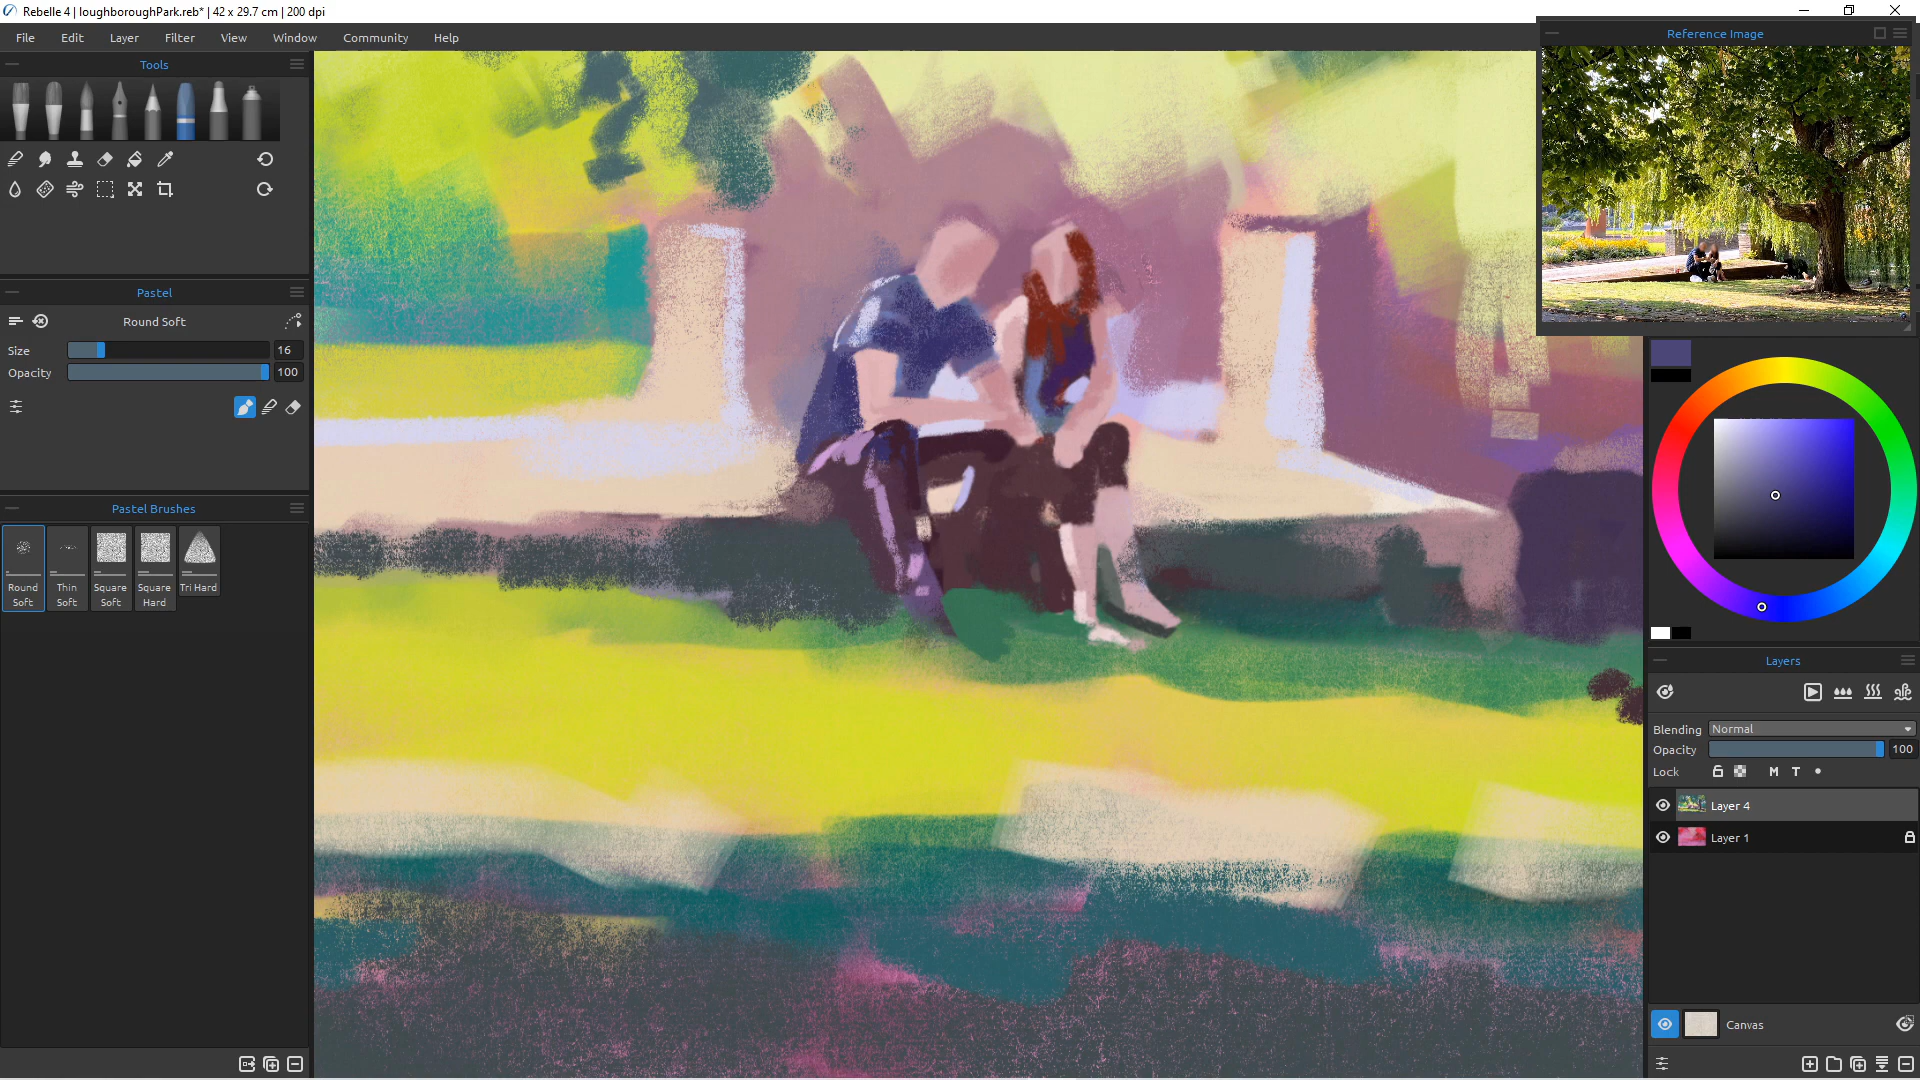 Rebelle 4 | loughboroughPark.reb* | 42 x 29.7 cm | 200 dpi
File Edit Layer Filter View Window Community Help
Tools
Reference Image
Pastel
Round Soft
Size 16
Opacity 100
Pastel Brushes
Round Soft
Thin Soft
Square Soft
Square Hard
Tri Hard
Layers
Blending Normal
Opacity 100
Lock M T
Layer 4
Layer 1
Canvas